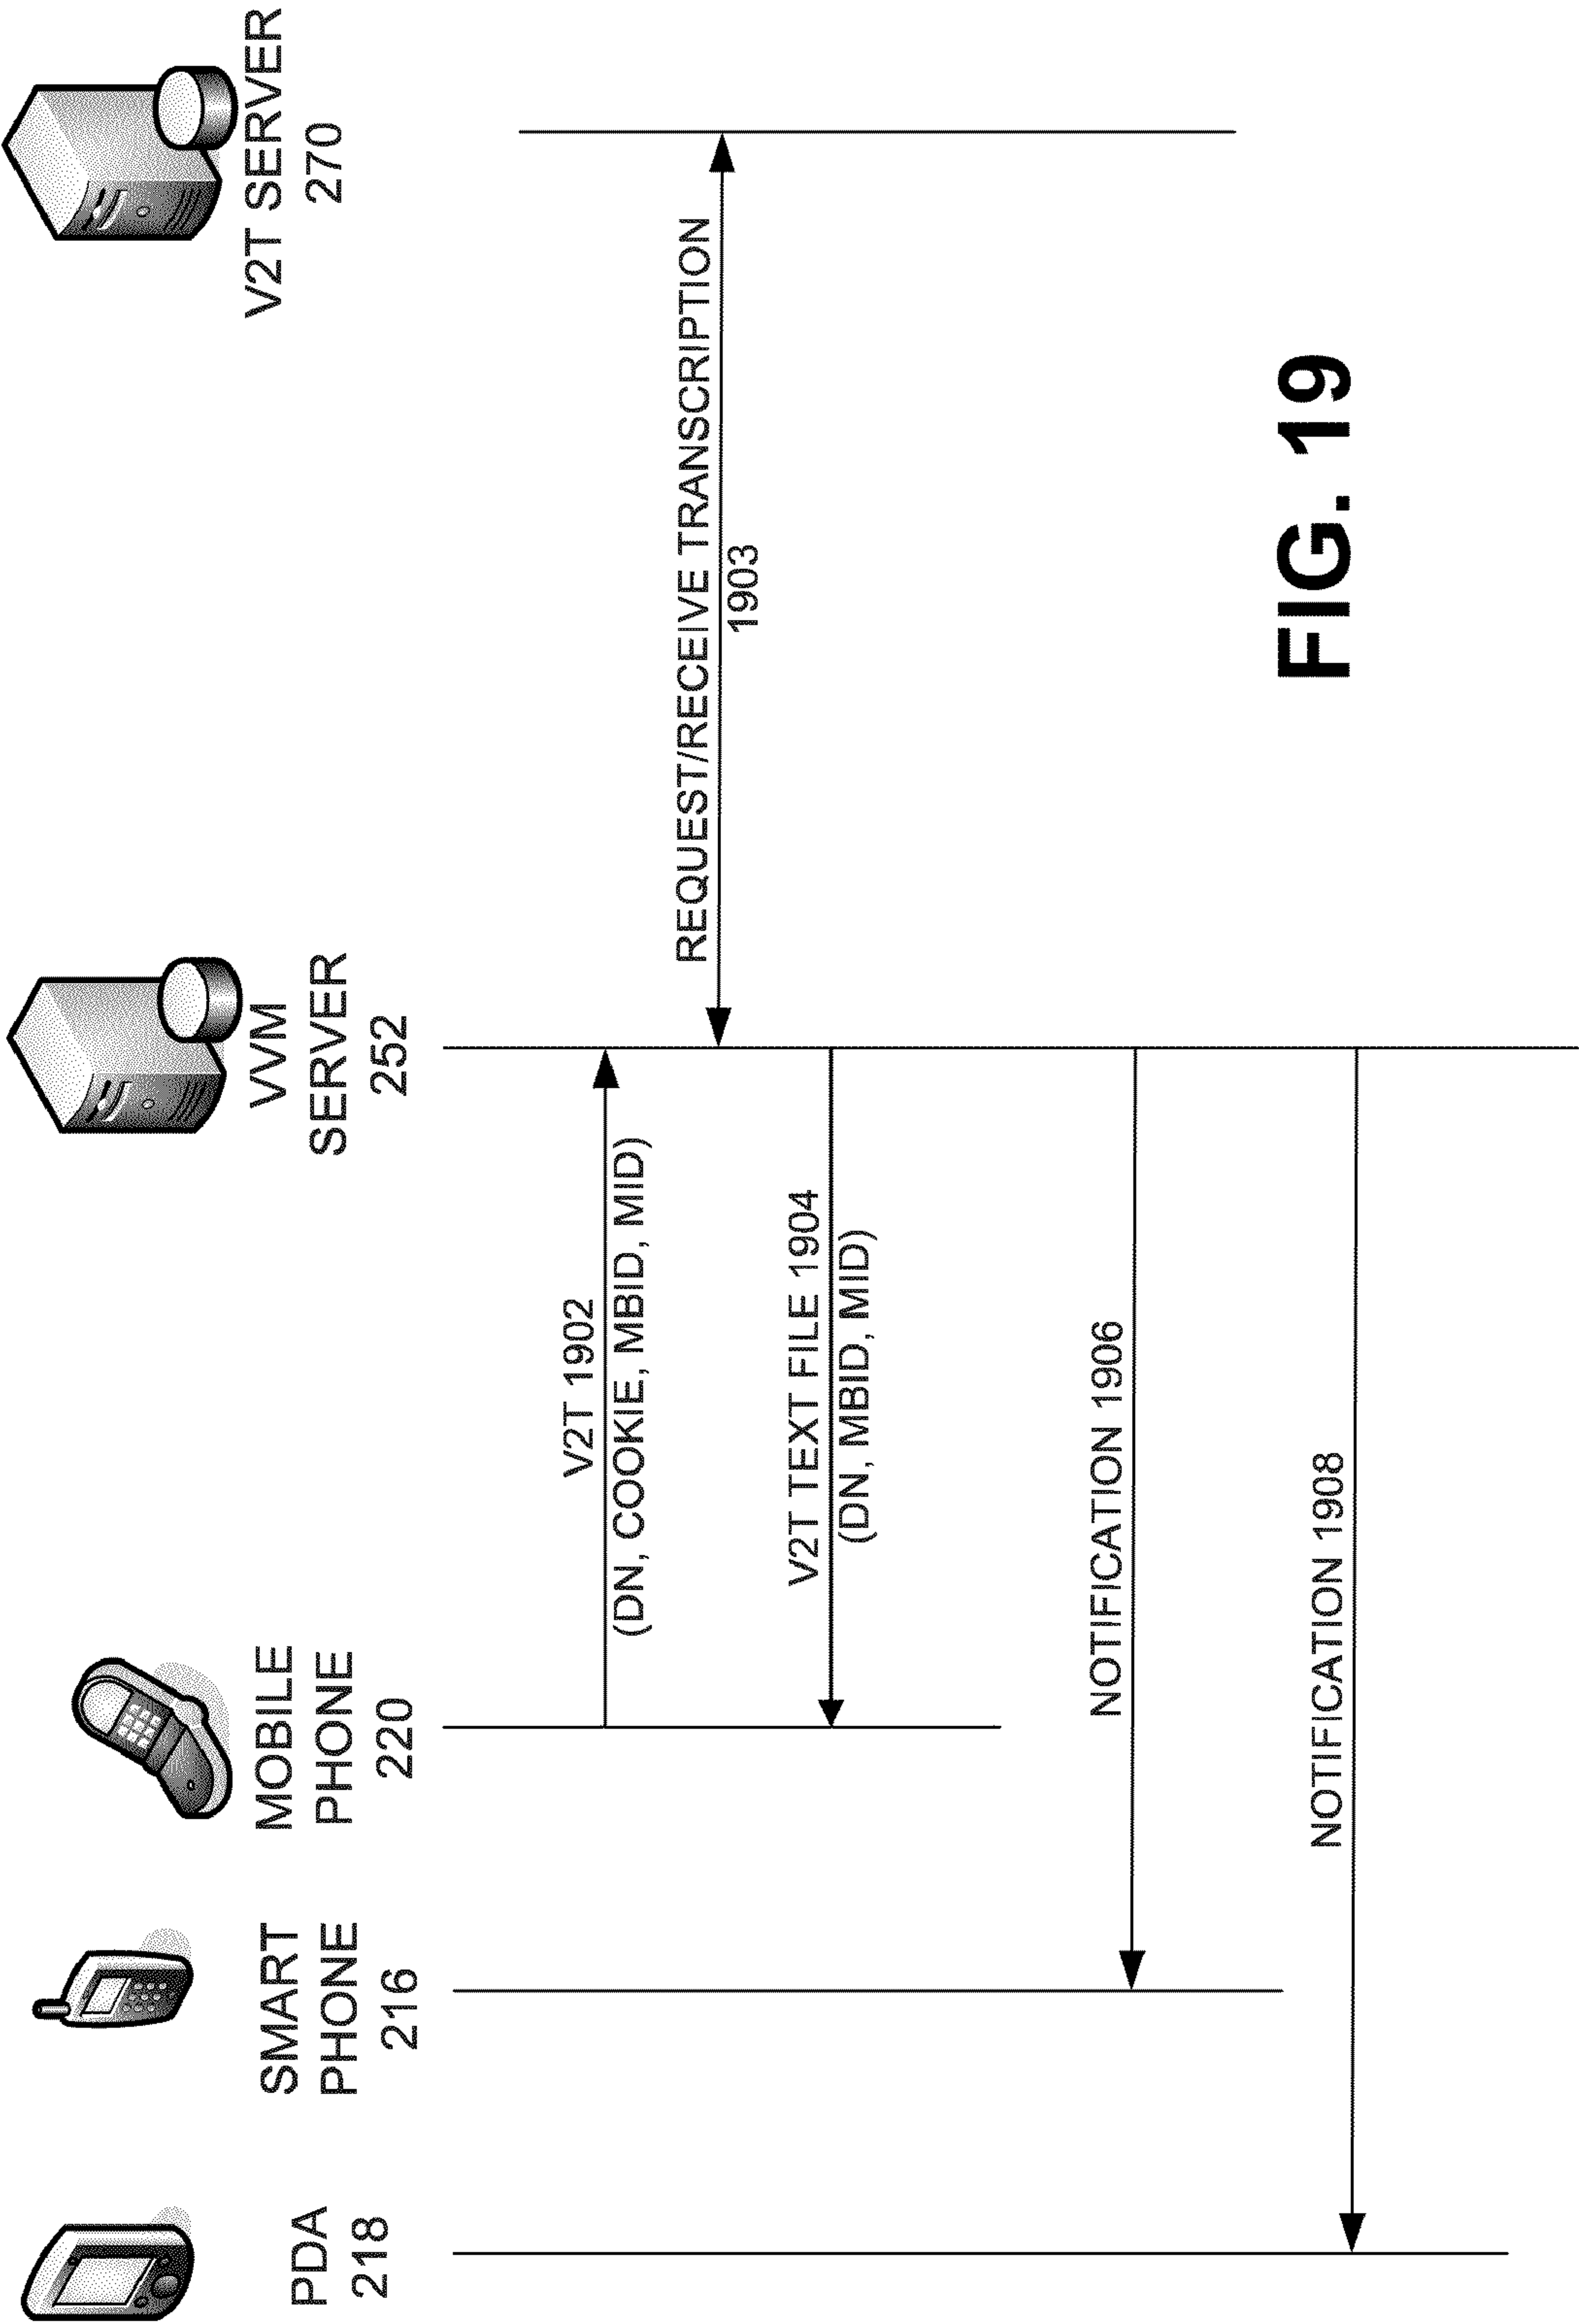 PDA
218
SMART
PHONE
216
MOBILE
PHONE
220
VVM
SERVER
252
V2T SERVER
270
V2T 1902
(DN, COOKIE, MBID, MID)
REQUEST/RECEIVE TRANSCRIPTION
1903
V2T TEXT FILE 1904
(DN, MBID, MID)
NOTIFICATION 1906
NOTIFICATION 1908
FIG. 19